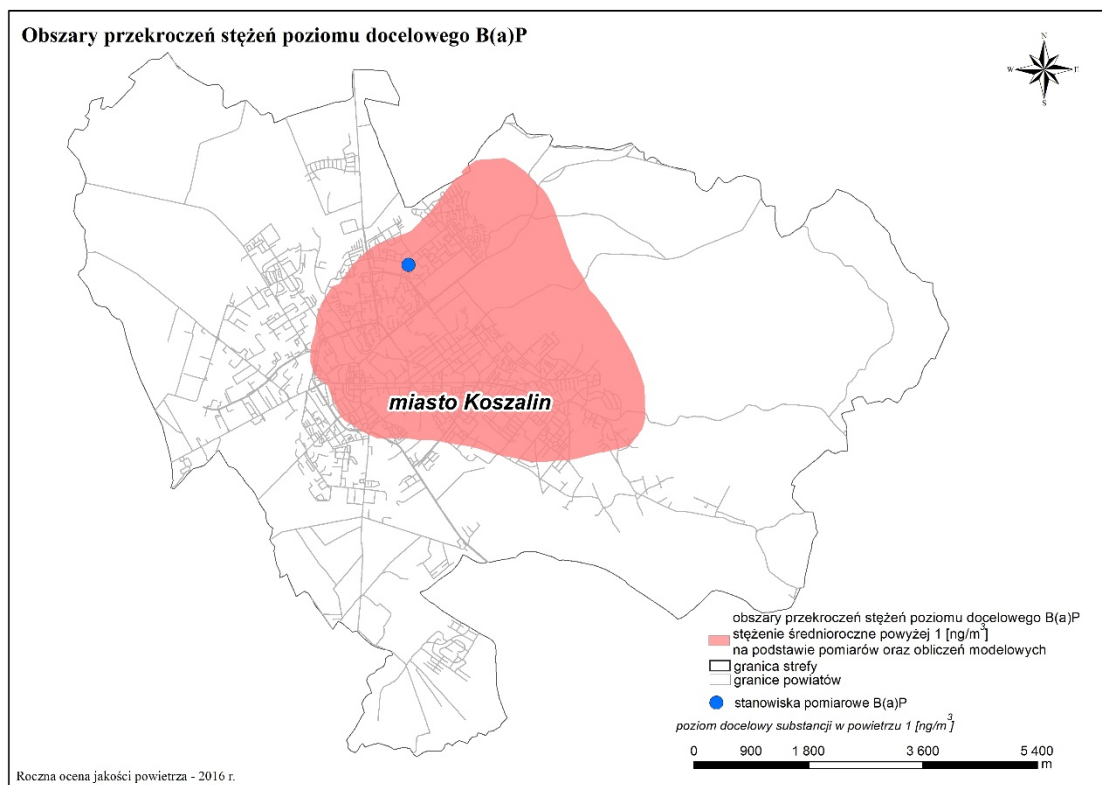 Obszary przekroczeń stężeń poziomu docelowego B(a)P
N
W E
S
miasto Koszalin
obszary przekroczeń stężeń poziomu docelowego B(a)P
stężenie średnioroczne powyżej 1 [ng/m³]
na podstawie pomiarów oraz obliczeń modelowych
granica strefy
granice powiatów
stanowiska pomiarowe B(a)P
poziom docelowy substancji w powietrzu 1 [ng/m³]
0 900 1 800 3 600 5 400
m
Roczna ocena jakości powietrza - 2016 r.